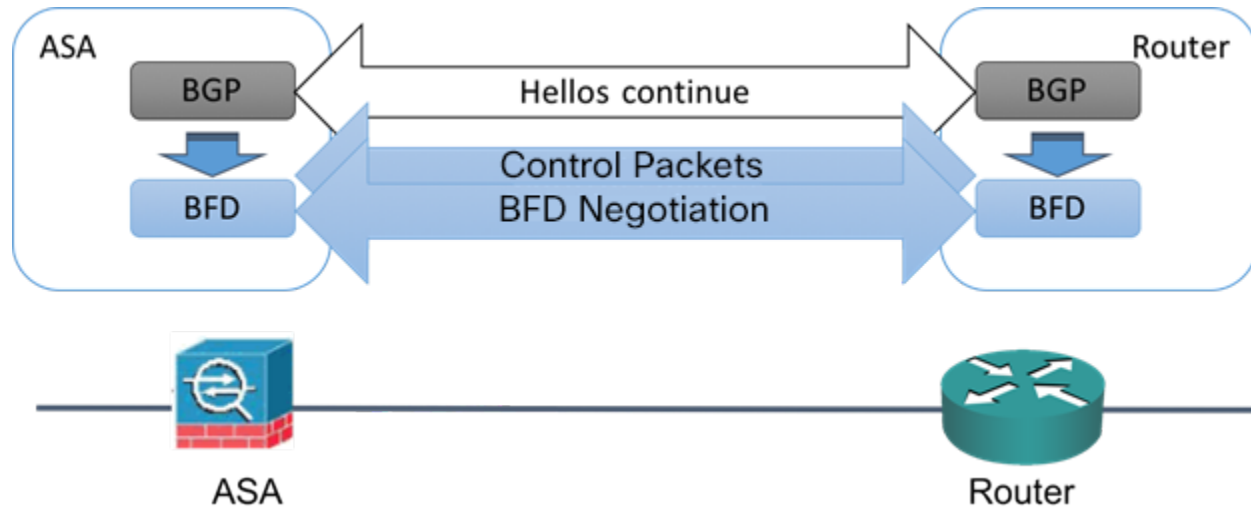 ASA
Router
BGP
Hellos continue
BGP
Control Packets
BFD
BFD Negotiation
BFD
ASA
Router